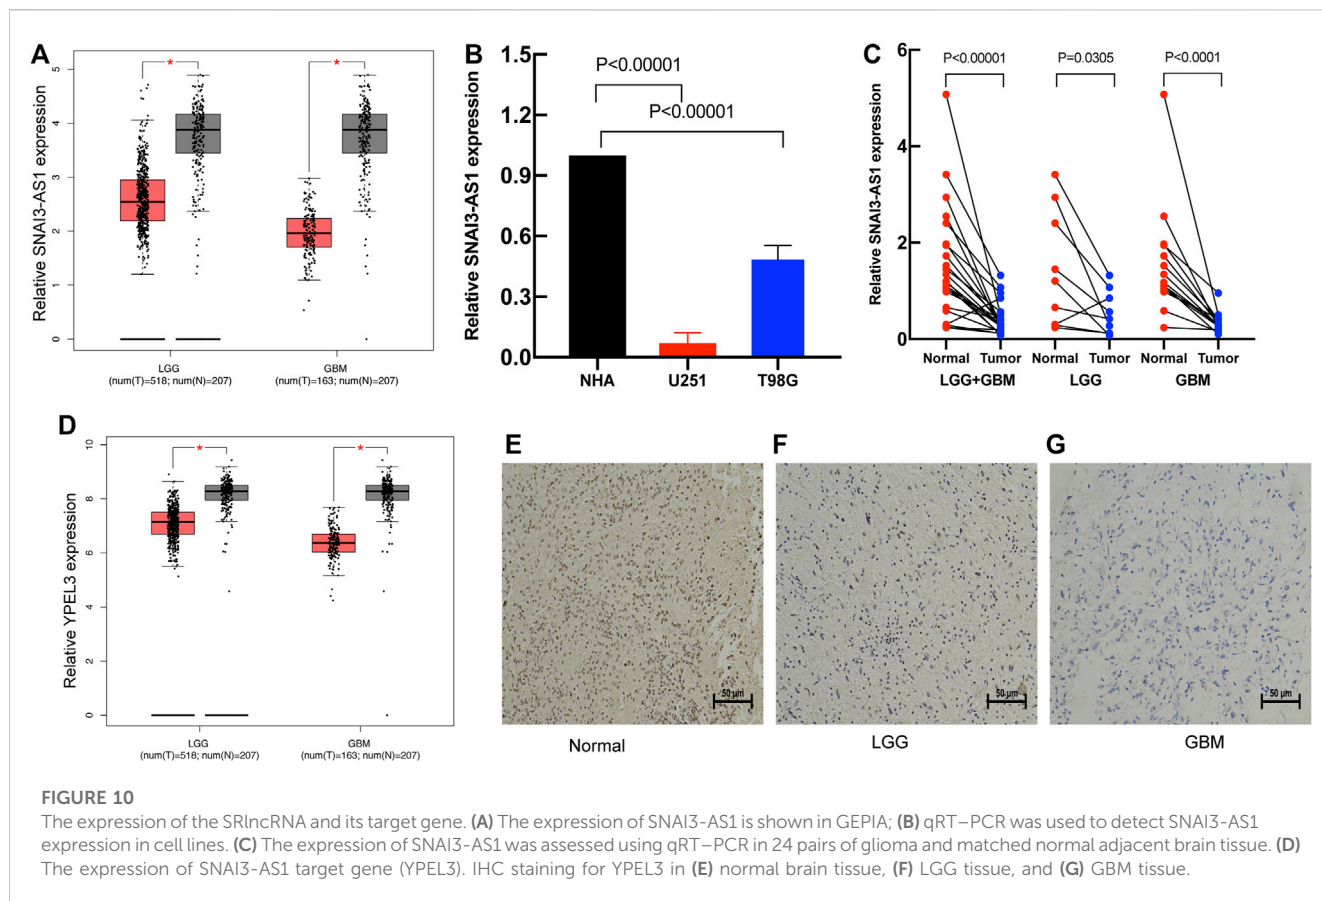 A
Relative SNAI3-AS1 expression
5
4
3
2
1
0
*
*
LGG
(num(T)=518; num(N)=207)
GBM
(num(T)=163; num(N)=207)
B
Relative SNAI3-AS1 expression
1.5
1.2
0.9
0.6
0.3
0.0
P<0.00001
P<0.00001
NHA U251 T98G
C
Relative SNAI3-AS1 expression
6
4
2
0
P<0.00001 P=0.0305 P<0.0001
Normal Tumor Normal Tumor Normal Tumor
LGG+GBM LGG GBM
D
Relative YPEL3 expression
10
8
6
4
2
0
*
*
LGG
(num(T)=518; num(N)=207)
GBM
(num(T)=163; num(N)=207)
E
50 µm
Normal
F
50 µm
LGG
G
50 µm
GBM
FIGURE 10
The expression of the SRlncRNA and its target gene. (A) The expression of SNAI3-AS1 is shown in GEPIA; (B) qRT–PCR was used to detect SNAI3-AS1
expression in cell lines. (C) The expression of SNAI3-AS1 was assessed using qRT–PCR in 24 pairs of glioma and matched normal adjacent brain tissue. (D)
The expression of SNAI3-AS1 target gene (YPEL3). IHC staining for YPEL3 in (E) normal brain tissue, (F) LGG tissue, and (G) GBM tissue.